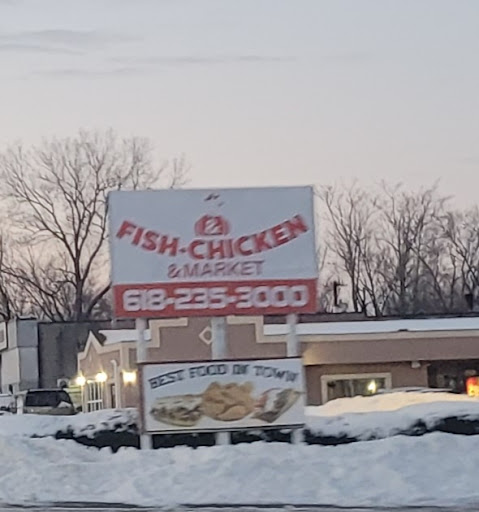 FISH-CHICKEN
& MARKET
618-235-3000
BEST FOOD IN TOWN